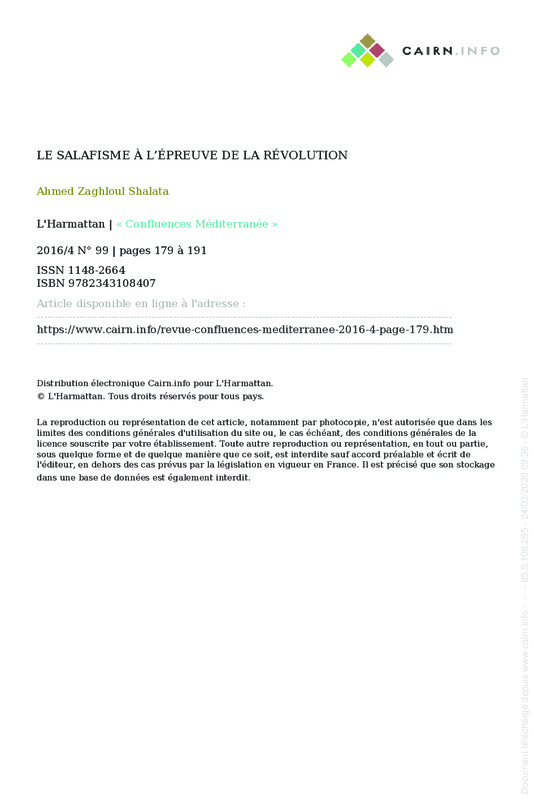 CAIRN.INFO
LE SALAFISME À L'ÉPREUVE DE LA RÉVOLUTION
Ahmed Zaghloul Shalata
L'Harmattan | « Confluences Méditerranée »
2016/4 N° 99 | pages 179 à 191
ISSN 1148-2664
ISBN 9782343108407
Article disponible en ligne à l'adresse :
https://www.cairn.info/revue-confluences-mediterranee-2016-4-page-179.htm
Distribution électronique Cairn.info pour L'Harmattan.
© L'Harmattan. Tous droits réservés pour tous pays.
La reproduction ou représentation de cet article, notamment par photocopie, n'est autorisée que dans les
limites des conditions générales d'utilisation du site ou, le cas échéant, des conditions générales de la
licence souscrite par votre établissement. Toute autre reproduction ou représentation, en tout ou partie,
sous quelque forme et de quelque manière que ce soit, est interdite sauf accord préalable et écrit de
l'éditeur, en dehors des cas prévus par la législation en vigueur en France. Il est précisé que son stockage
dans une base de données est également interdit.
Document téléchargé depuis www.cairn.info - - - 85.5.106.255 - 24/03/2020 09:38 - © L'Harmattan